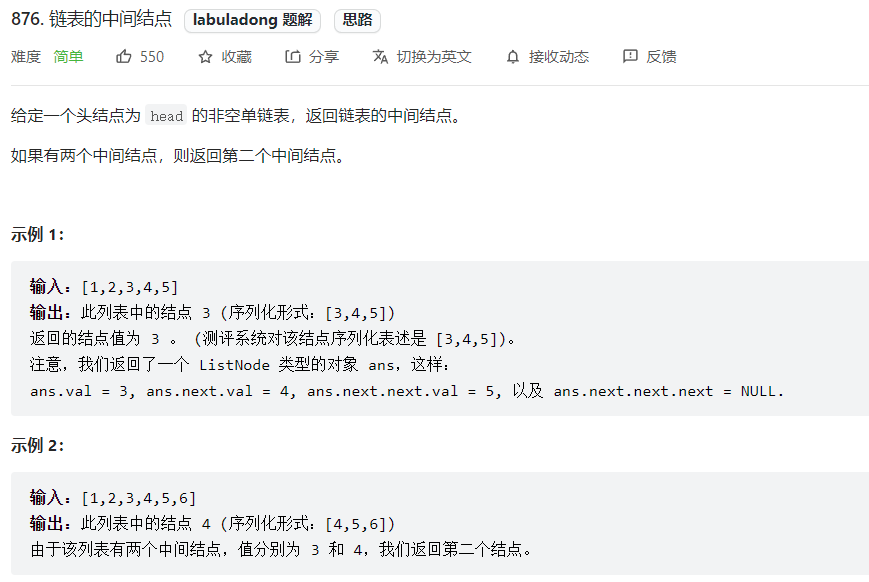 876. 链表的中间结点 labuladong 题解 思路
难度 简单 550 收藏 分享 切换为英文 接收动态 反馈
给定一个头结点为 head 的非空单链表，返回链表的中间结点。
如果有两个中间结点，则返回第二个中间结点。
示例 1：
输入：[1,2,3,4,5]
输出：此列表中的结点 3 (序列化形式：[3,4,5])
返回的结点值为 3 。 (测评系统对该结点序列化表述是 [3,4,5])。
注意，我们返回了一个 ListNode 类型的对象 ans，这样：
ans.val = 3, ans.next.val = 4, ans.next.next.val = 5, 以及 ans.next.next.next = NULL.
示例 2：
输入：[1,2,3,4,5,6]
输出：此列表中的结点 4 (序列化形式：[4,5,6])
由于该列表有两个中间结点，值分别为 3 和 4，我们返回第二个结点。